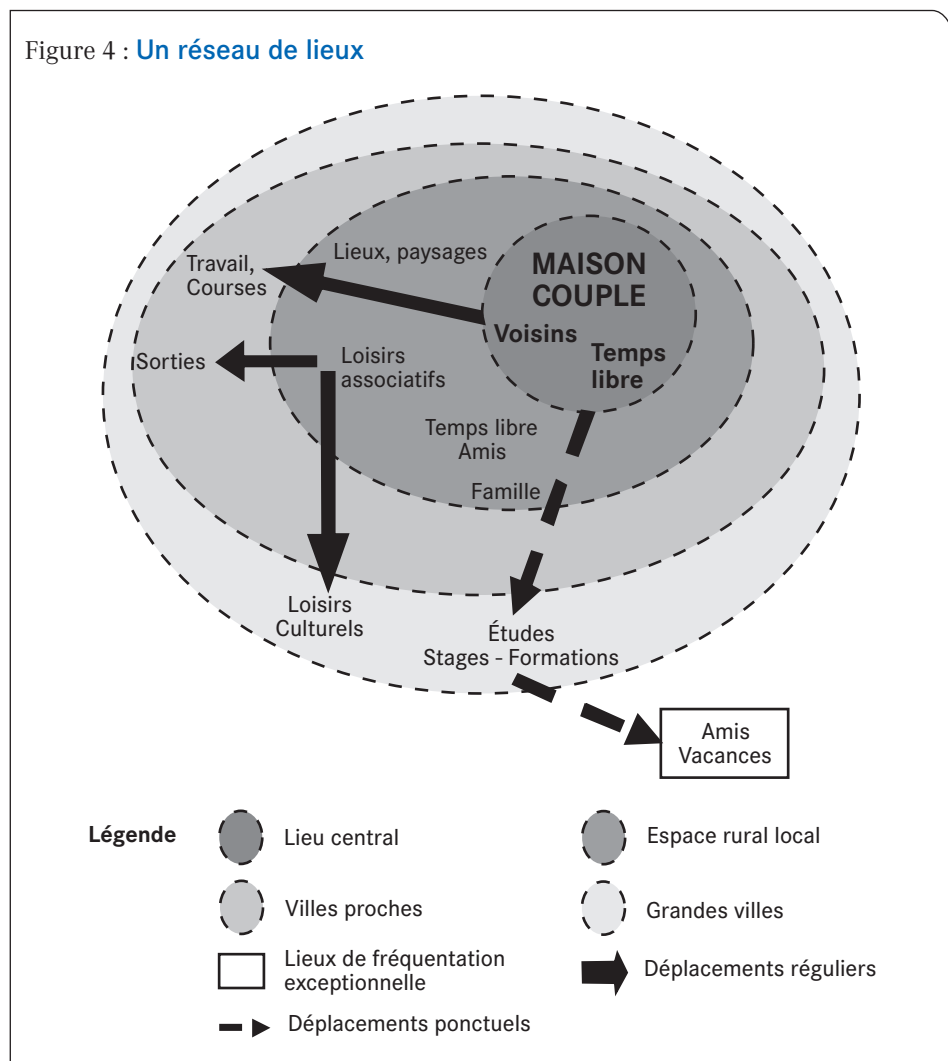 Figure 4 : Un réseau de lieux
Lieux, paysages
MAISON
COUPLE
Travail,
Courses
Voisins
Temps
libre
Sorties
Loisirs
associatifs
Temps libre
Amis
Famille
Loisirs
Culturels
Études
Stages - Formations
Amis
Vacances
Légende
Lieu central
Espace rural local
Villes proches
Grandes villes
Lieux de fréquentation
exceptionnelle
Déplacements réguliers
Déplacements ponctuels